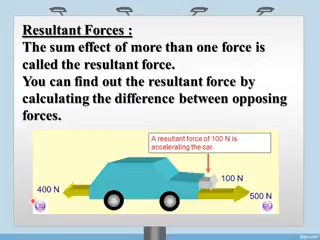 Resultant Forces :
The sum effect of more than one force is
called the resultant force.
You can find out the resultant force by
calculating the difference between opposing
forces.
A resultant force of 100 N is
accelerating the car.
100 N
400 N
500 N